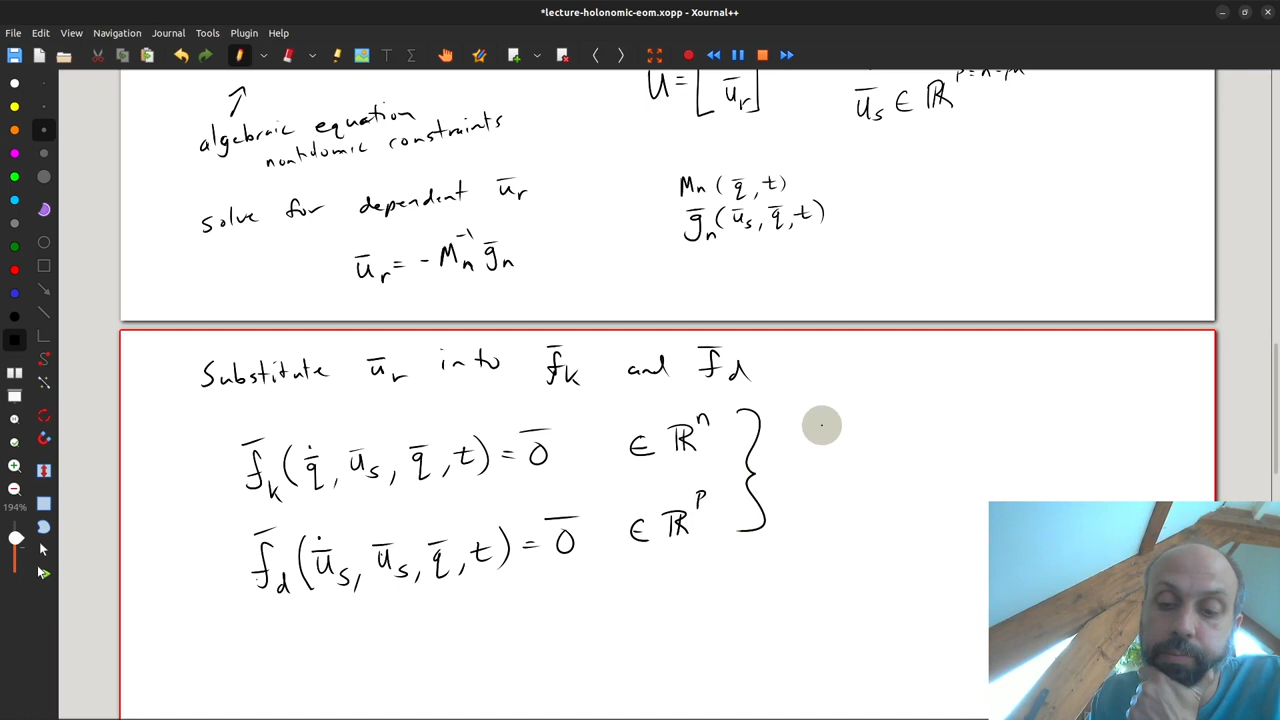 *lecture-holonomic-eom.xopp - Xournal++
File Edit View Navigation Journal Tools Plugin Help
U = [ ū_r ]
ū_s ∈ ℝ^{p=n-m}
algebraic equation
nonholonomic constraints
solve for dependent ū_r
M_n(q̄, t)
ḡ_n(ū_s, q̄, t)
ū_r = -M_n^{-1} ḡ_n
Substitute ū_r into f̄_k and f̄_d
f̄_k(q̄̇, ū_s, q̄, t) = 0̄ ∈ ℝ^n
f̄_d(ū̇_s, ū_s, q̄, t) = 0̄ ∈ ℝ^p
194%